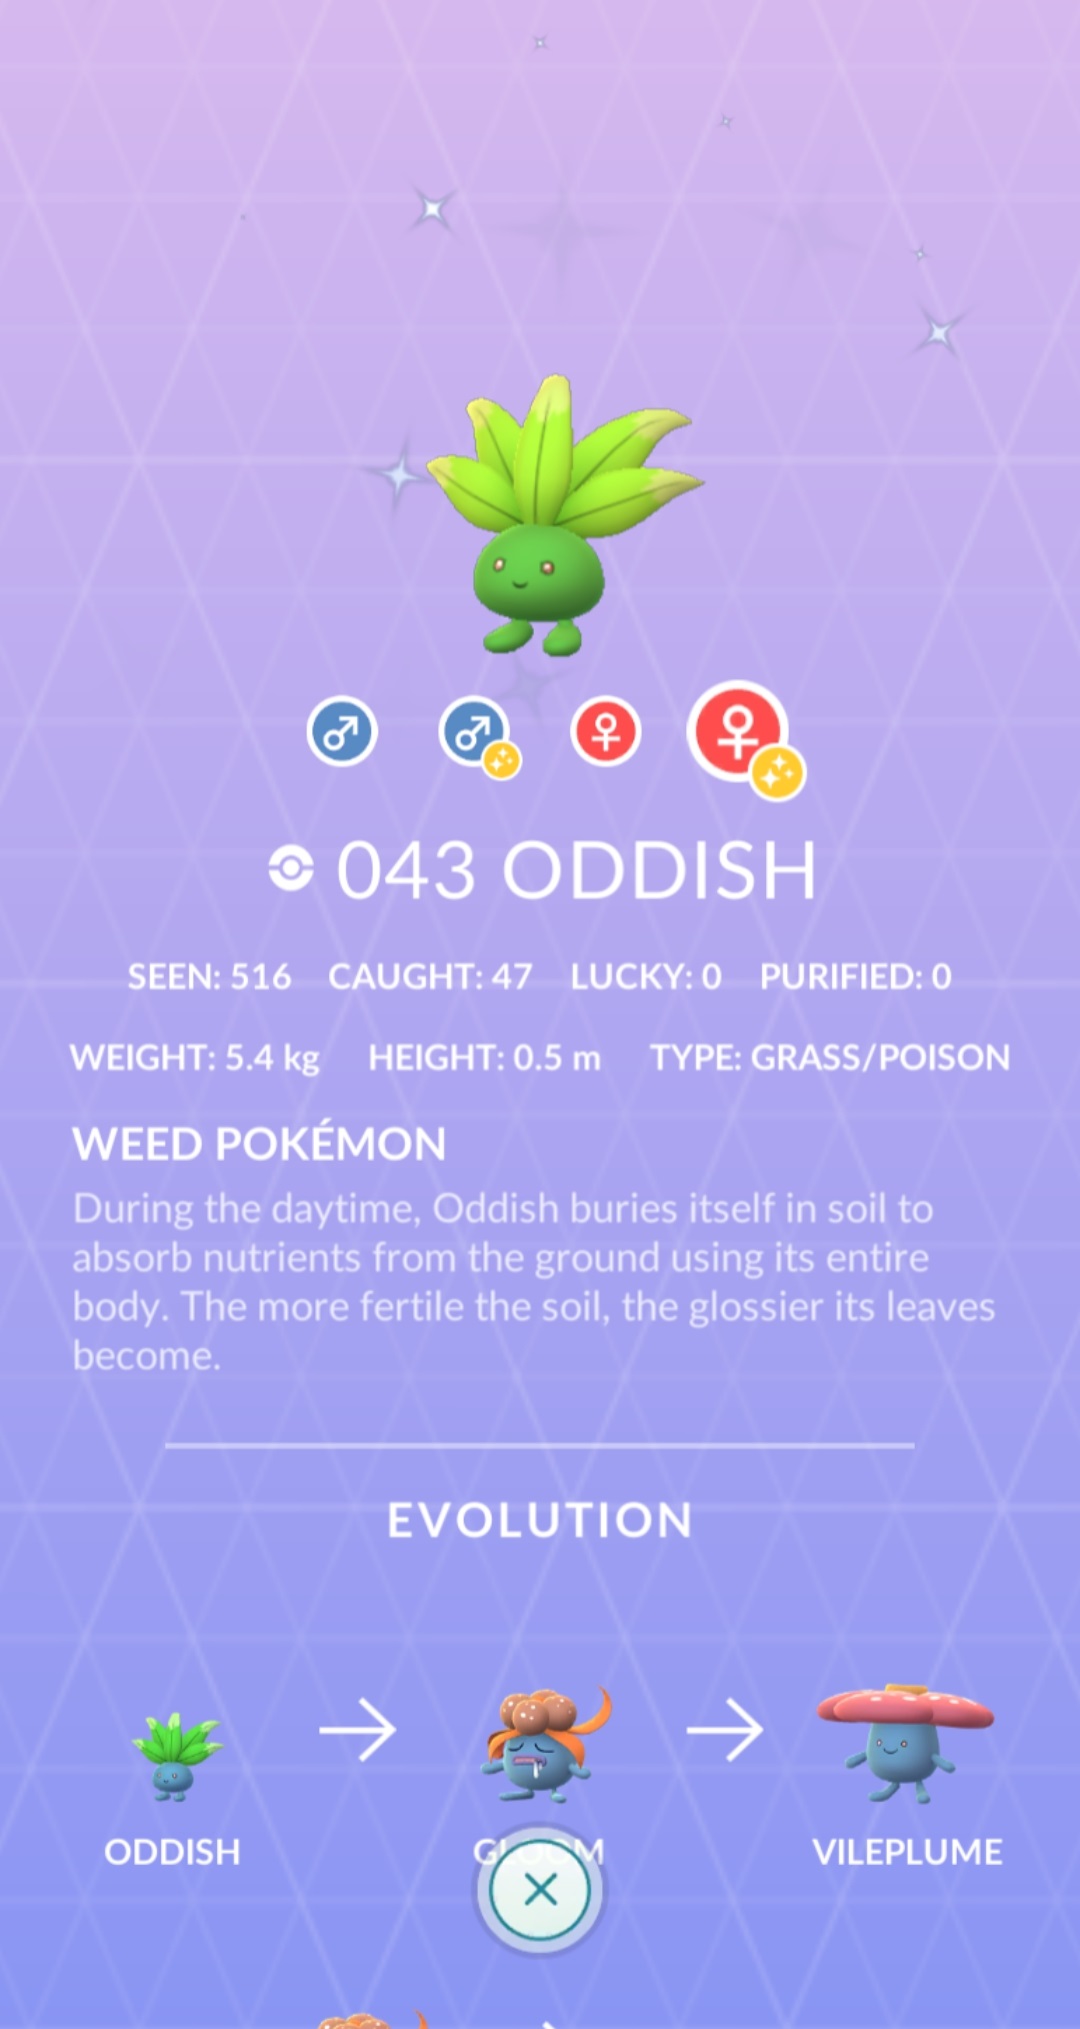 043 ODDISH
SEEN: 516 CAUGHT: 47 LUCKY: 0 PURIFIED: 0
WEIGHT: 5.4 kg HEIGHT: 0.5 m TYPE: GRASS/POISON
WEED POKÉMON
During the daytime, Oddish buries itself in soil to
absorb nutrients from the ground using its entire
body. The more fertile the soil, the glossier its leaves
become.
EVOLUTION
ODDISH GLOOM VILEPLUME